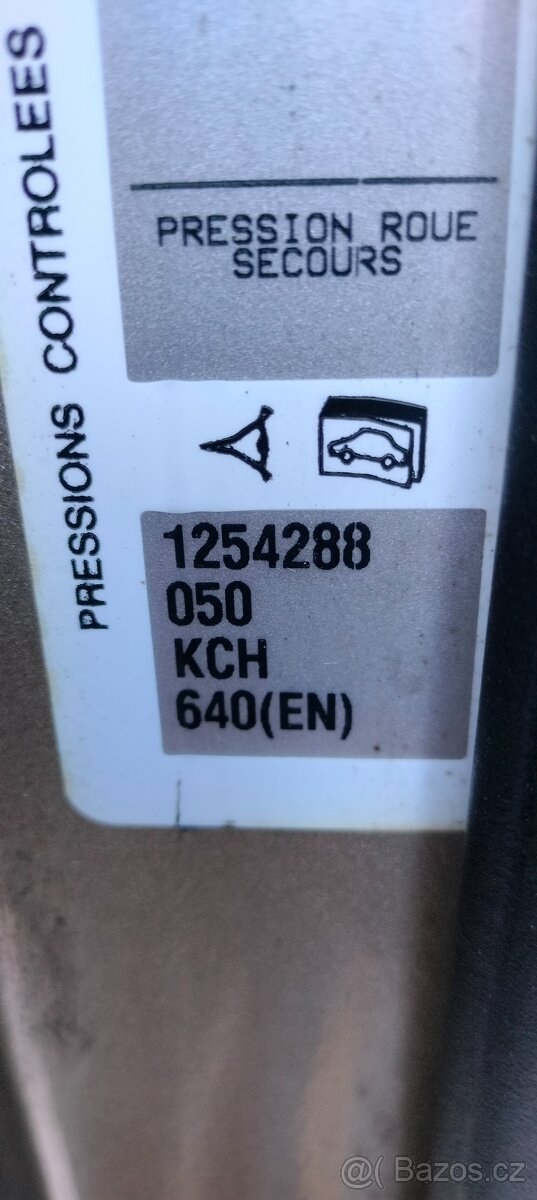 PRESSIONS CONTROLEES
PRESSION ROUE
SECOURS
1254288
050
KCH
640(EN)
@( Bazos.cz